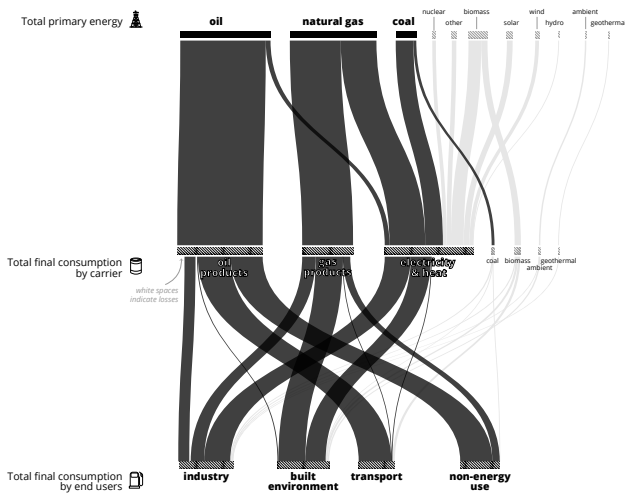 Total primary energy
oil
natural gas
coal
nuclear
other
biomass
solar
wind
hydro
ambient
geotherma
Total final consumption
by carrier
oil
products
gas
products
electricity
& heat
coal
biomass
ambient
geothermal
white spaces
indicate losses
Total final consumption
by end users
industry
built
environment
transport
non-energy
use